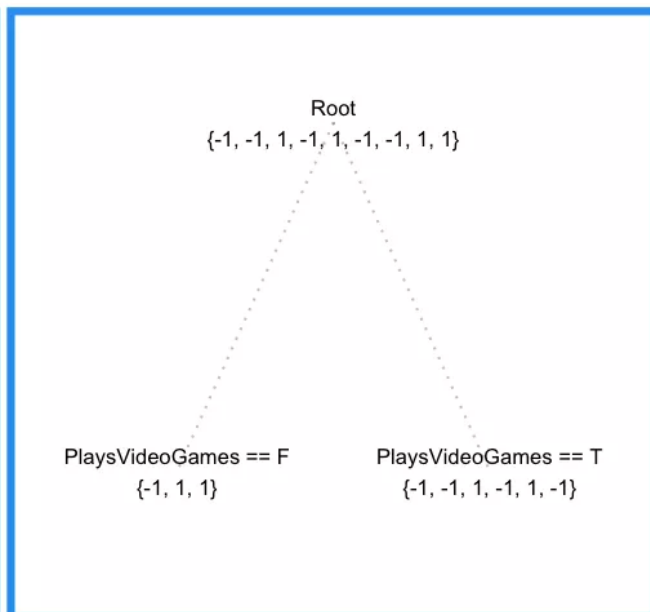 Root
{-1, -1, 1, -1, 1, -1, -1, 1, 1}
PlaysVideoGames == F
{-1, 1, 1}
PlaysVideoGames == T
{-1, -1, 1, -1, 1, -1}